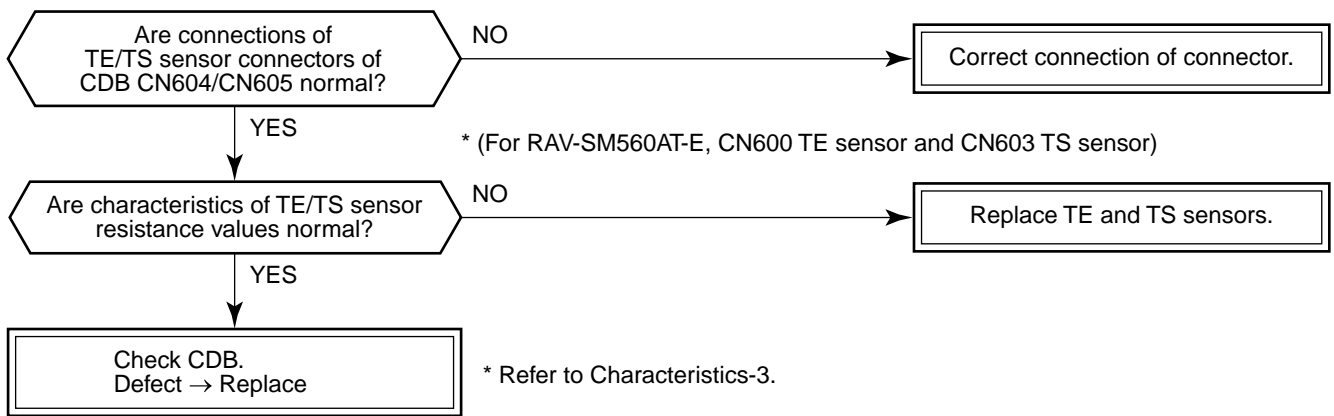 Are connections of
TE/TS sensor connectors of
CDB CN604/CN605 normal?
NO
Correct connection of connector.
YES
* (For RAV-SM560AT-E, CN600 TE sensor and CN603 TS sensor)
Are characteristics of TE/TS sensor
resistance values normal?
NO
Replace TE and TS sensors.
YES
Check CDB.
Defect → Replace
* Refer to Characteristics-3.